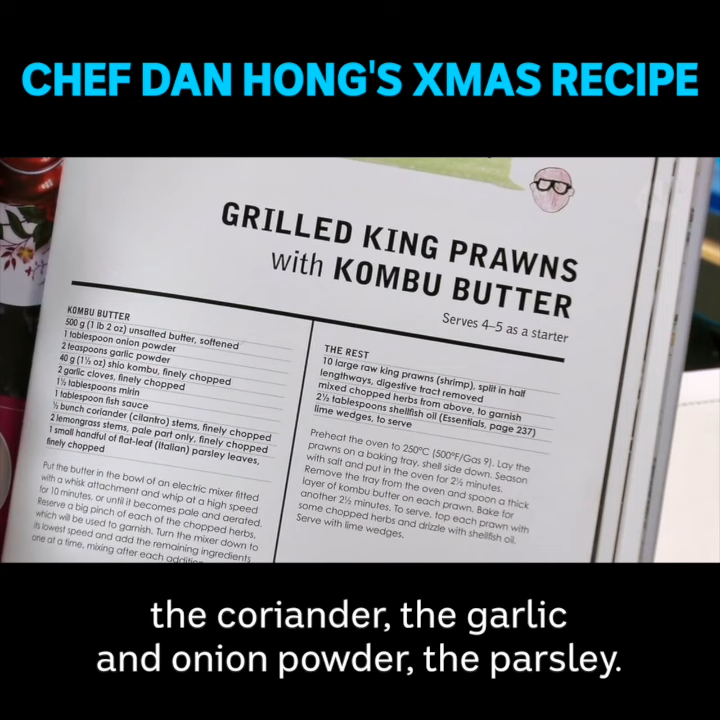 CHEF DAN HONG'S XMAS RECIPE
GRILLED KING PRAWNS
with KOMBU BUTTER
Serves 4–5 as a starter
KOMBU BUTTER
500 g (1 lb 2 oz) unsalted butter, softened
1 tablespoon onion powder
2 teaspoons garlic powder
40 g (1½ oz) shio kombu, finely chopped
2 garlic cloves, finely chopped
1½ tablespoons mirin
1 tablespoon fish sauce
½ bunch coriander (cilantro) stems, finely chopped
2 lemongrass stems, pale part only, finely chopped
1 small handful of flat-leaf (Italian) parsley leaves,
finely chopped
Put the butter in the bowl of an electric mixer fitted
with a whisk attachment and whip at a high speed
for 10 minutes, or until it becomes pale and aerated.
Reserve a big pinch of each of the chopped herbs,
which will be used to garnish. Turn the mixer down to
its lowest speed and add the remaining ingredients
one at a time, mixing after each
THE REST
10 large raw king prawns (shrimp), split in half
lengthways, digestive tract removed
mixed chopped herbs from above, to garnish
2½ tablespoons shellfish oil (Essentials, page 237)
lime wedges, to serve
Preheat the oven to 250°C (500°F/Gas 9). Lay the
prawns on a baking tray, shell side down. Season
with salt and put in the oven for 2½ minutes.
Remove the tray from the oven and spoon a thick
layer of kombu butter on each prawn. Bake for
another 2½ minutes. To serve, top each prawn with
some chopped herbs and drizzle with shellfish oil.
Serve with lime wedges.
the coriander, the garlic
and onion powder, the parsley.